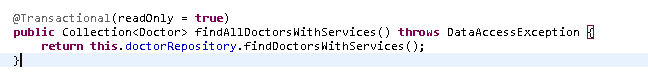 @Transactional(readOnly = true)
public Collection<Doctor> findAllDoctorsWithServices() throws DataAccessException {
    return this.doctorRepository.findDoctorsWithServices();
}